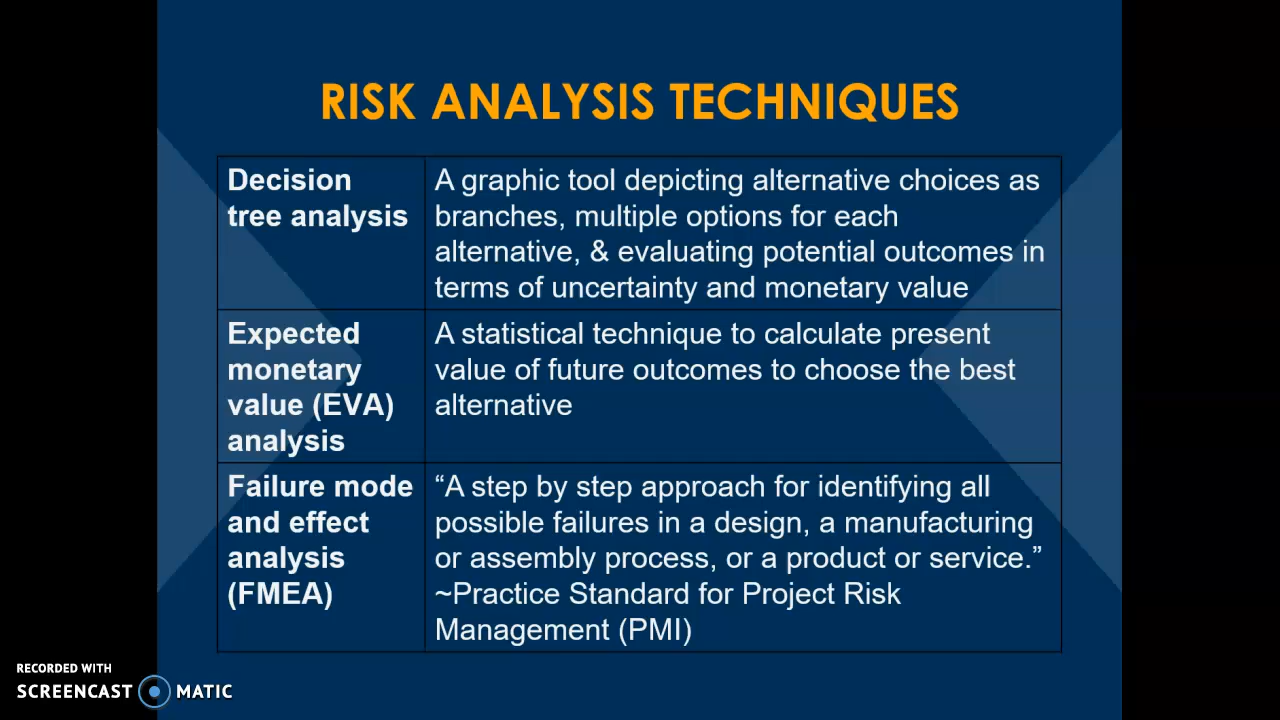 RISK ANALYSIS TECHNIQUES
Decision
tree analysis
A graphic tool depicting alternative choices as
branches, multiple options for each
alternative, & evaluating potential outcomes in
terms of uncertainty and monetary value
Expected
monetary
value (EVA)
analysis
A statistical technique to calculate present
value of future outcomes to choose the best
alternative
Failure mode
and effect
analysis
(FMEA)
“A step by step approach for identifying all
possible failures in a design, a manufacturing
or assembly process, or a product or service.”
~Practice Standard for Project Risk
Management (PMI)
RECORDED WITH
SCREENCAST MATIC